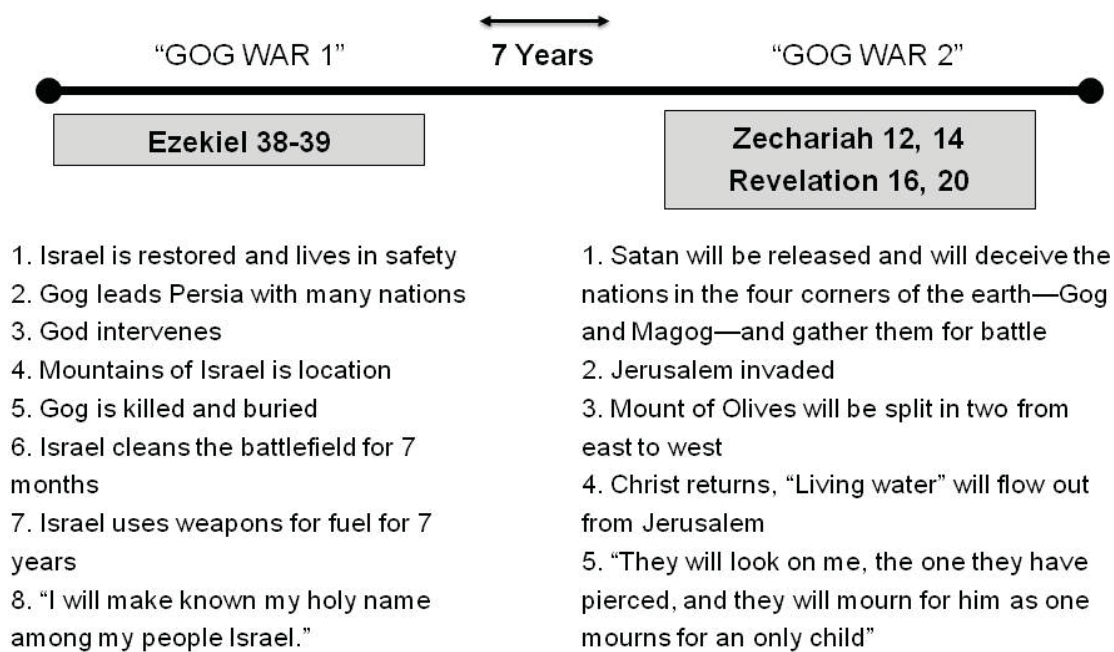 “GOG WAR 1”
7 Years
“GOG WAR 2”
Ezekiel 38-39
Zechariah 12, 14
Revelation 16, 20
1. Israel is restored and lives in safety
2. Gog leads Persia with many nations
3. God intervenes
4. Mountains of Israel is location
5. Gog is killed and buried
6. Israel cleans the battlefield for 7
months
7. Israel uses weapons for fuel for 7
years
8. “I will make known my holy name
among my people Israel.”
1. Satan will be released and will deceive the
nations in the four corners of the earth—Gog
and Magog—and gather them for battle
2. Jerusalem invaded
3. Mount of Olives will be split in two from
east to west
4. Christ returns, “Living water” will flow out
from Jerusalem
5. “They will look on me, the one they have
pierced, and they will mourn for him as one
mourns for an only child”